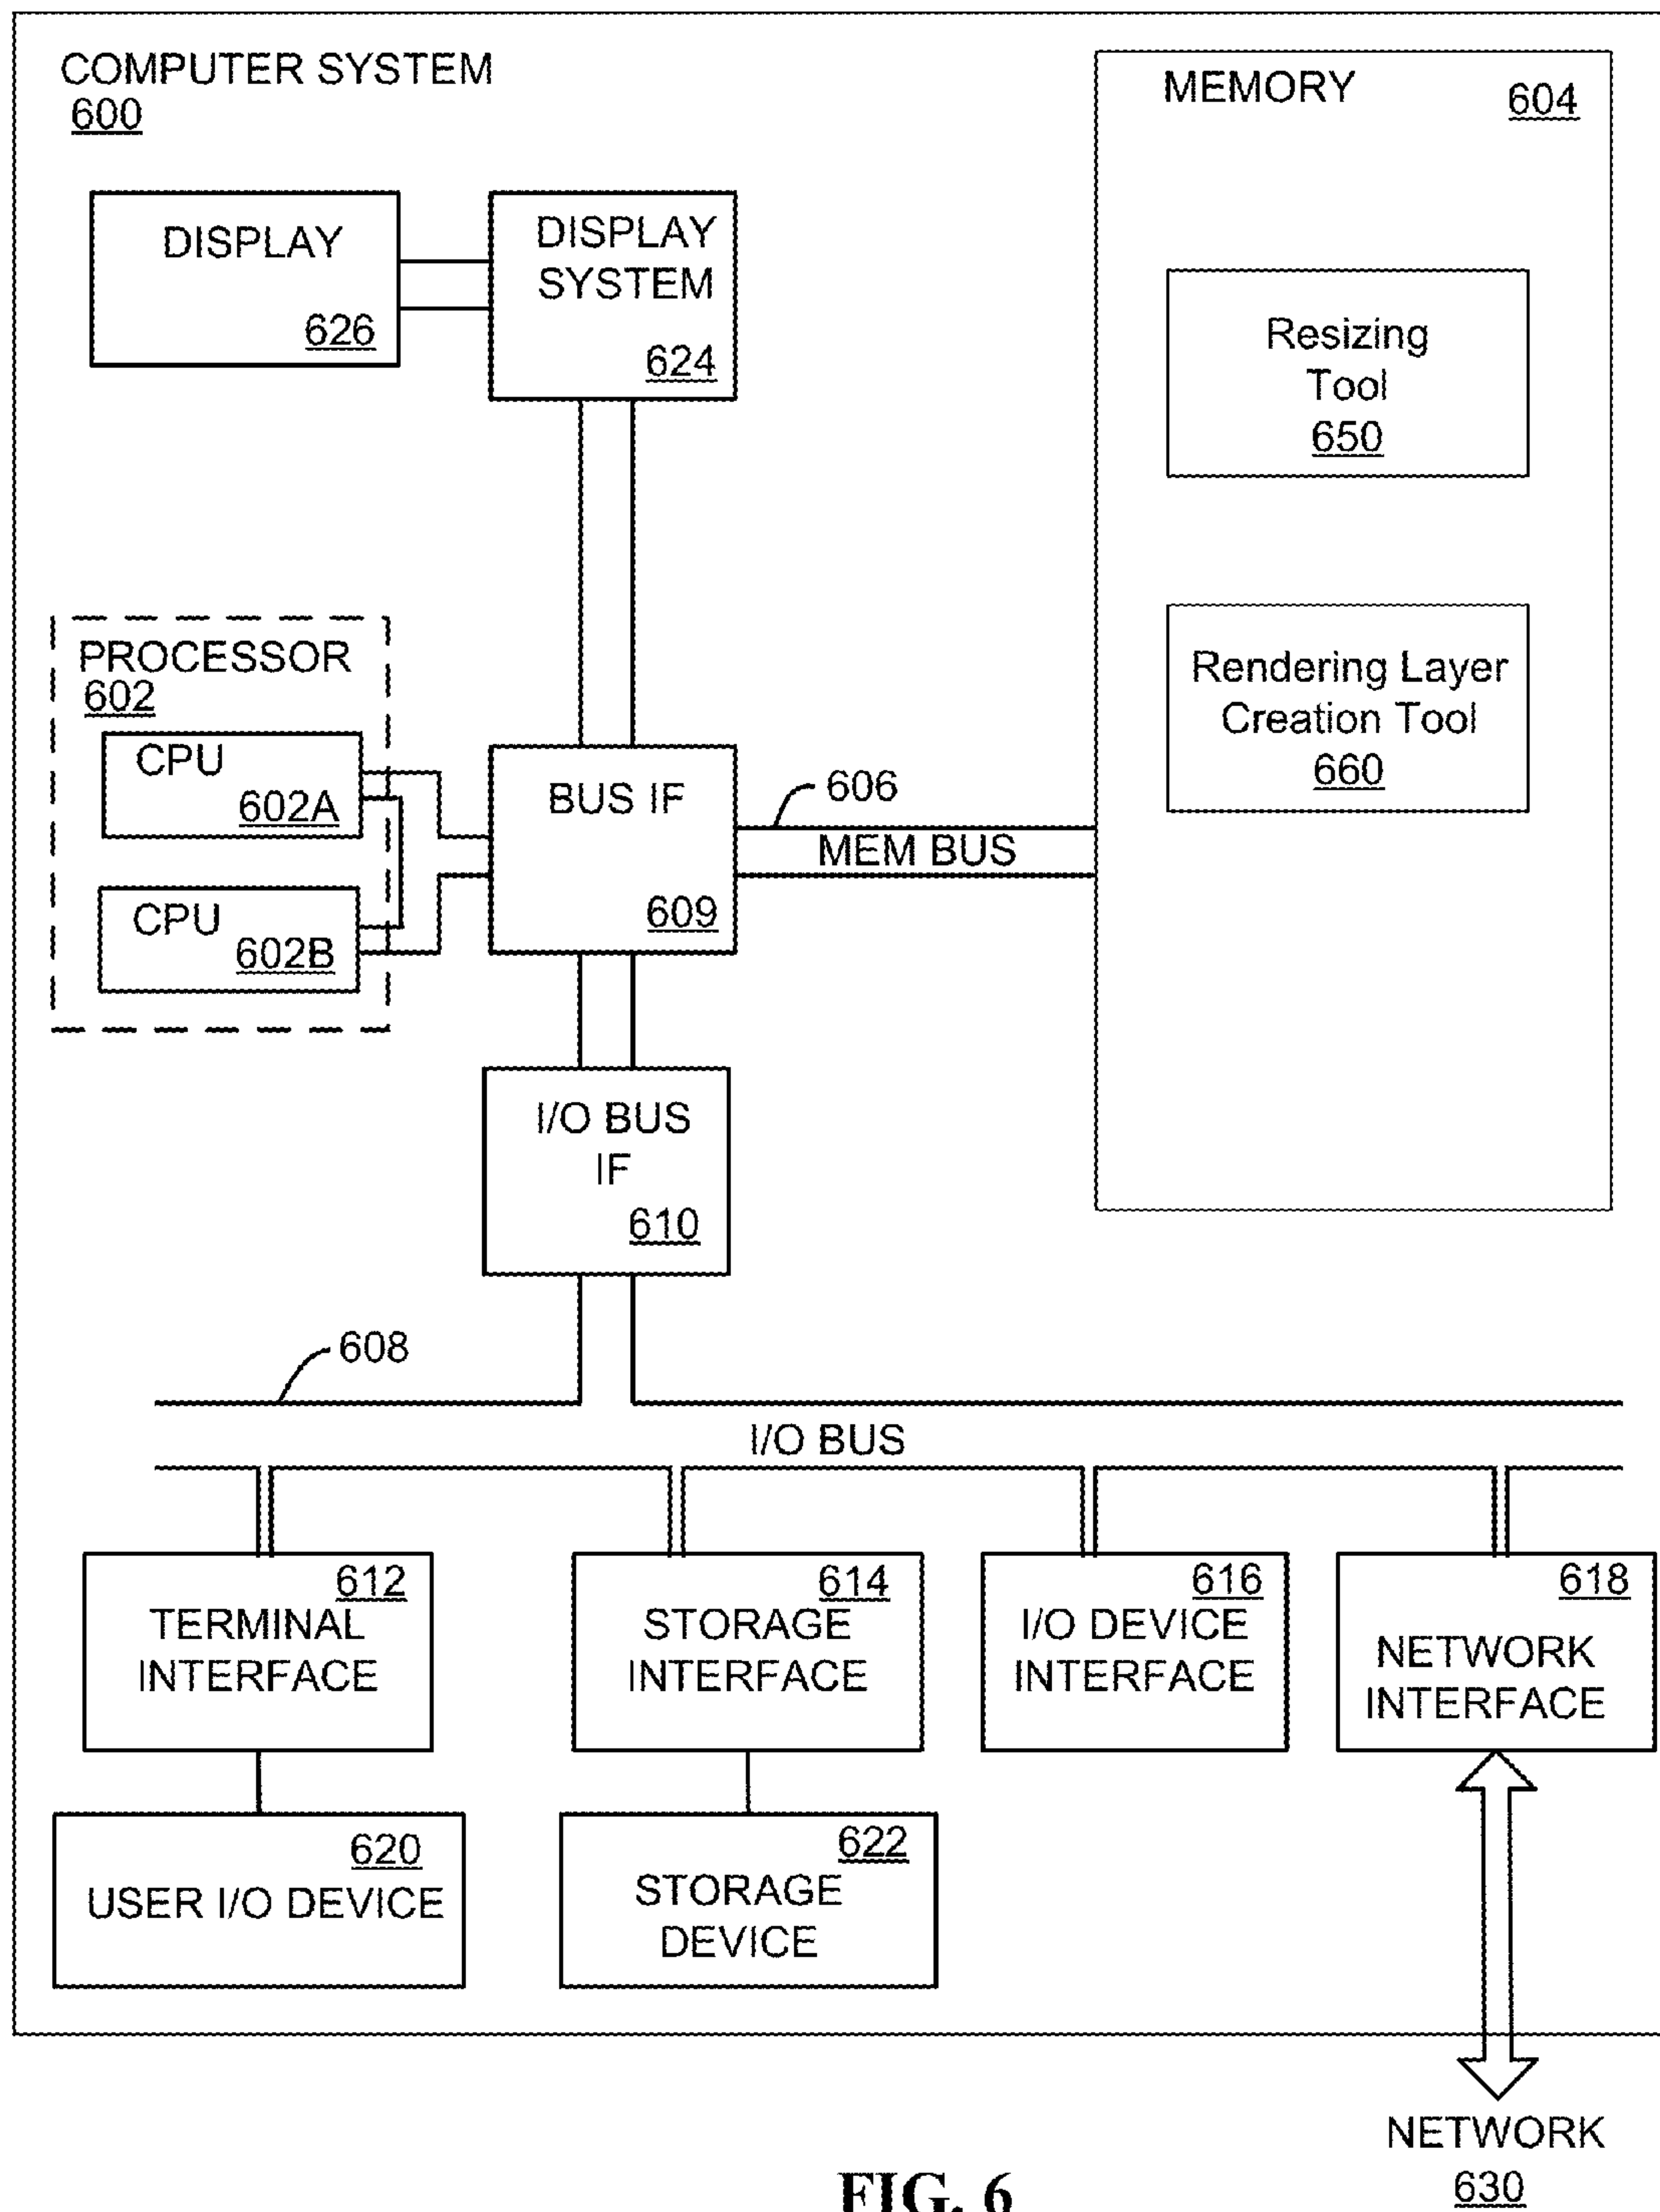 COMPUTER SYSTEM
600
MEMORY
604
DISPLAY
626
DISPLAY
SYSTEM
624
Resizing
Tool
650
Rendering Layer
Creation Tool
660
PROCESSOR
602
CPU
602A
CPU
602B
BUS IF
609
606
MEM BUS
I/O BUS
IF
610
608
I/O BUS
612
TERMINAL
INTERFACE
614
STORAGE
INTERFACE
616
I/O DEVICE
INTERFACE
618
NETWORK
INTERFACE
620
USER I/O DEVICE
622
STORAGE
DEVICE
NETWORK
630
FIG. 6